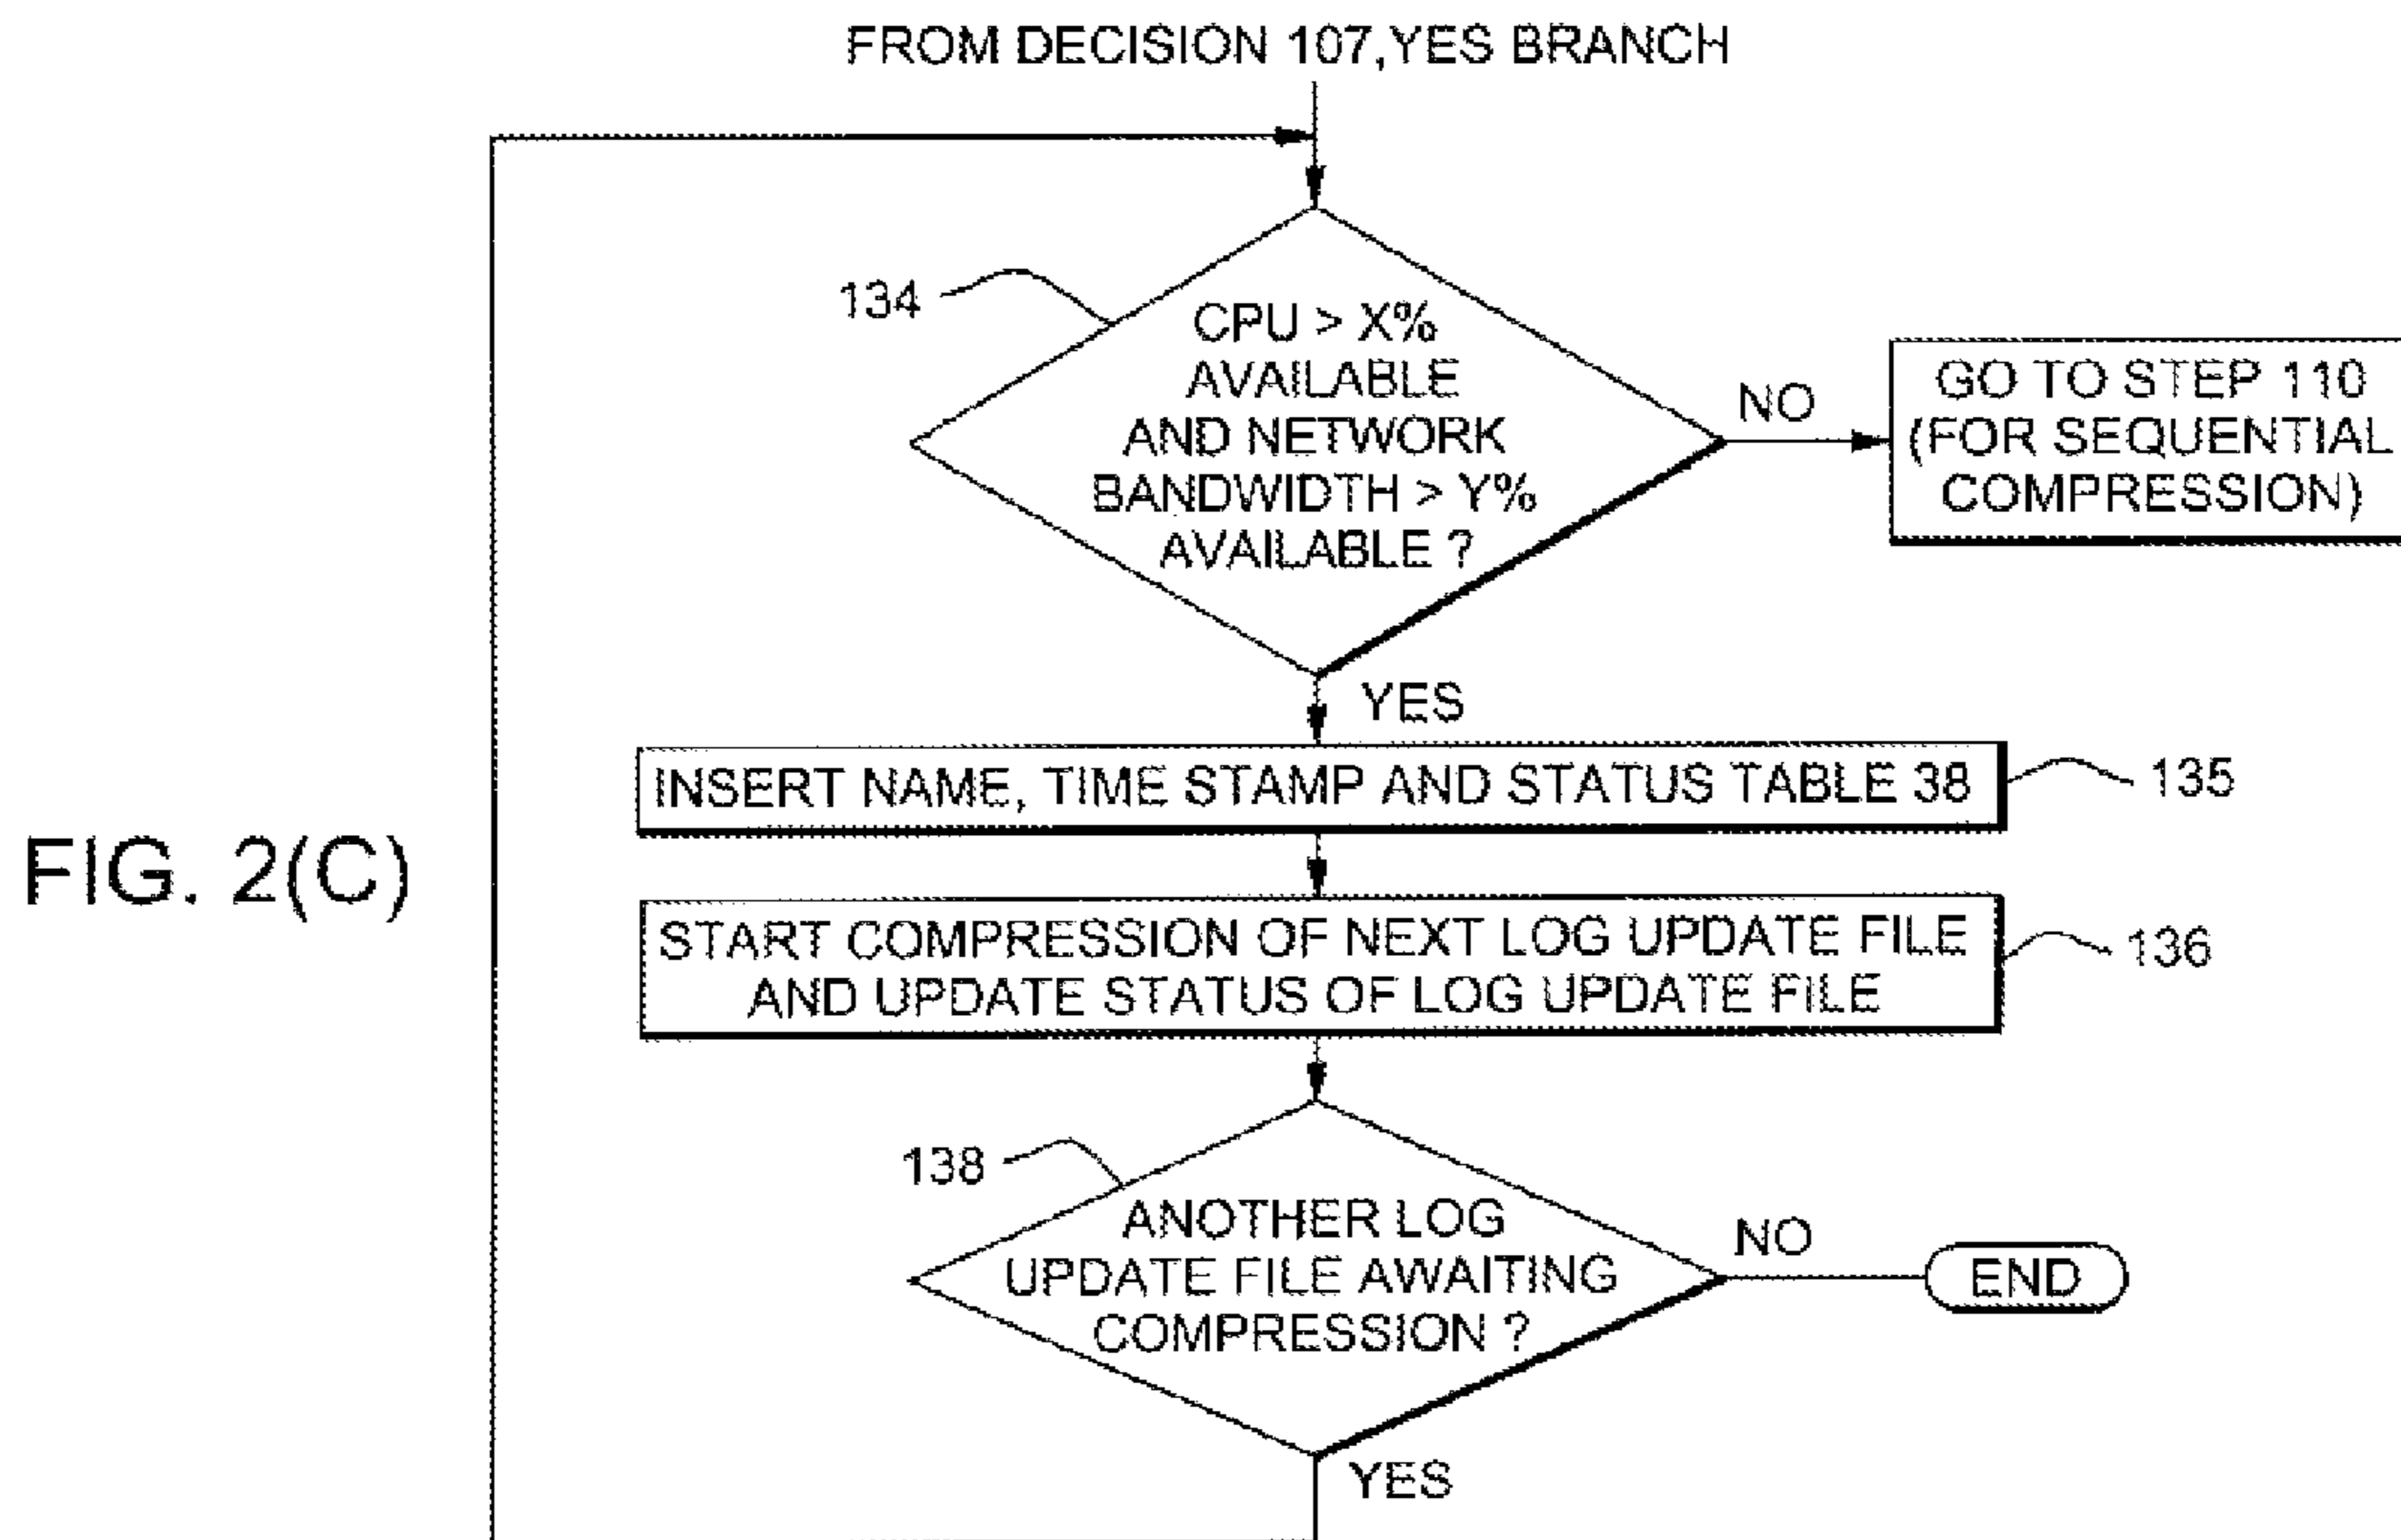 FROM DECISION 107,YES BRANCH
134
CPU > X%
AVAILABLE
AND NETWORK
BANDWIDTH > Y%
AVAILABLE ?
NO
GO TO STEP 110
(FOR SEQUENTIAL
COMPRESSION)
YES
INSERT NAME, TIME STAMP AND STATUS TABLE 38
135
FIG. 2(C)
START COMPRESSION OF NEXT LOG UPDATE FILE
AND UPDATE STATUS OF LOG UPDATE FILE
136
138
ANOTHER LOG
UPDATE FILE AWAITING
COMPRESSION ?
NO
END
YES